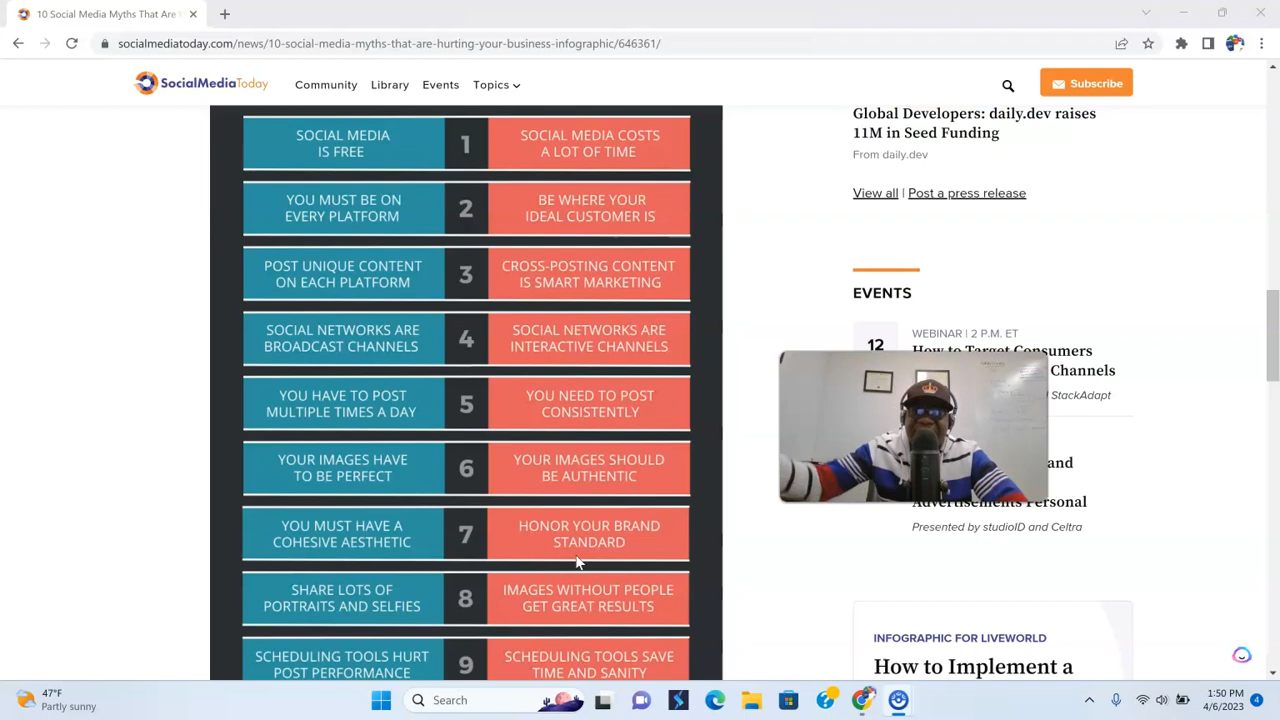 10 Social Media Myths That Are
socialmediatoday.com/news/10-social-media-myths-that-are-hurting-your-business-infographic/646361/
SocialMediaToday
Community
Library
Events
Topics
Subscribe
SOCIAL MEDIA
IS FREE
1
SOCIAL MEDIA COSTS
A LOT OF TIME
YOU MUST BE ON
EVERY PLATFORM
2
BE WHERE YOUR
IDEAL CUSTOMER IS
POST UNIQUE CONTENT
ON EACH PLATFORM
3
CROSS-POSTING CONTENT
IS SMART MARKETING
SOCIAL NETWORKS ARE
BROADCAST CHANNELS
4
SOCIAL NETWORKS ARE
INTERACTIVE CHANNELS
YOU HAVE TO POST
MULTIPLE TIMES A DAY
5
YOU NEED TO POST
CONSISTENTLY
YOUR IMAGES HAVE
TO BE PERFECT
6
YOUR IMAGES SHOULD
BE AUTHENTIC
YOU MUST HAVE A
COHESIVE AESTHETIC
7
HONOR YOUR BRAND
STANDARD
SHARE LOTS OF
PORTRAITS AND SELFIES
8
IMAGES WITHOUT PEOPLE
GET GREAT RESULTS
SCHEDULING TOOLS HURT
POST PERFORMANCE
9
SCHEDULING TOOLS SAVE
TIME AND SANITY
Global Developers: daily.dev raises
11M in Seed Funding
From daily.dev
View all | Post a press release
EVENTS
12
WEBINAR | 2 P.M. ET
How to Target Consumers
Channels
StackAdapt
and
Advertisements Personal
Presented by studioID and Celtra
INFOGRAPHIC FOR LIVEWORLD
How to Implement a
47°F
Partly sunny
Search
1:50 PM
4/6/2023
4